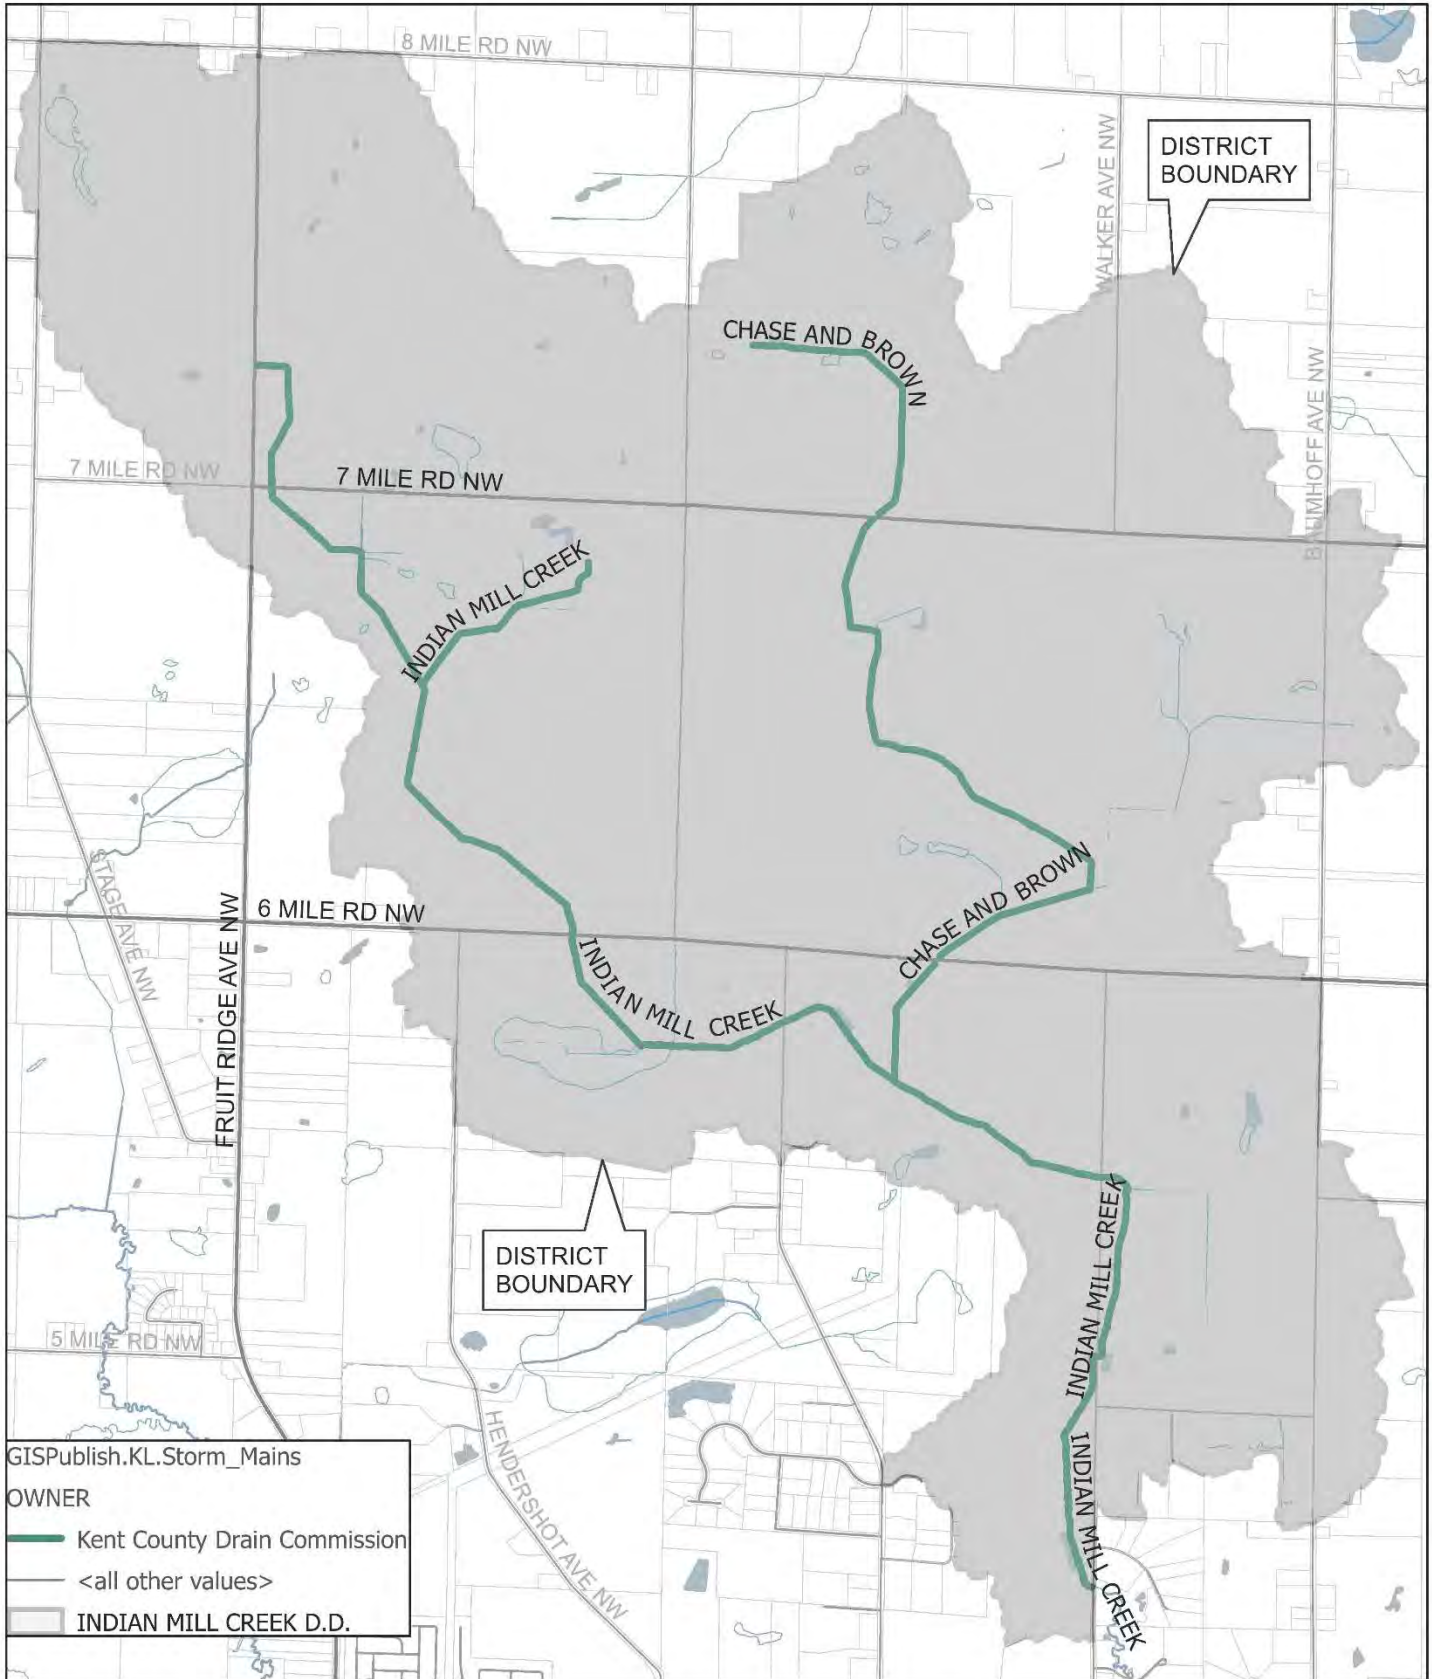 8 MILE RD NW
WALKER AVE NW
DISTRICT
BOUNDARY
CHASE AND BROWN
BAUMHOFF AVE NW
7 MILE RD NW
7 MILE RD NW
INDIAN MILL CREEK
CHASE AND BROWN
STAGE AVE NW
FRUIT RIDGE AVE NW
6 MILE RD NW
INDIAN MILL CREEK
INDIAN MILL CREEK
DISTRICT
BOUNDARY
5 MILE RD NW
HENDERSHOT AVE NW
INDIAN MILL CREEK
GISPublish.KL.Storm_Mains
OWNER
Kent County Drain Commission
<all other values>
INDIAN MILL CREEK D.D.